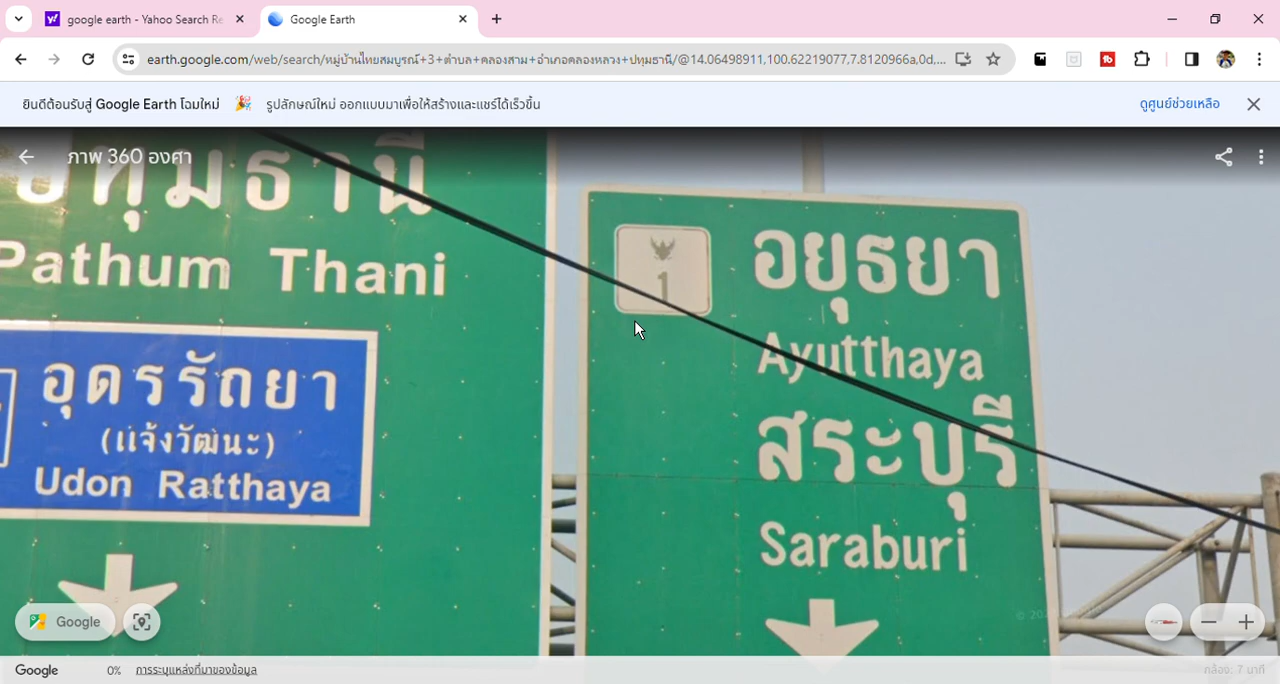 google earth - Yahoo Search Re
Google Earth
earth.google.com/web/search/หมู่บ้านไทยสมบูรณ์+3+ตำบล+คลองสาม+อำเภอคลองหลวง+ปทุมธานี/@14.06498911,100.62219077,7.8120966a,0d,...
ยินดีต้อนรับสู่ Google Earth โฉมใหม่ 🎉 รูปลักษณ์ใหม่ ออกแบบมาเพื่อให้สร้างและแชร์ได้เร็วขึ้น
ดูศูนย์ช่วยเหลือ
ภาพ 360 องศา
ปทุมธานี
Pathum Thani
อุดรรัถยา
(แจ้งวัฒนะ)
Udon Ratthaya
1
อยุธยา
Ayutthaya
สระบุรี
Saraburi
Google
Google
0%
การระบุแหล่งที่มาของข้อมูล
กล้อง: 7 นาที